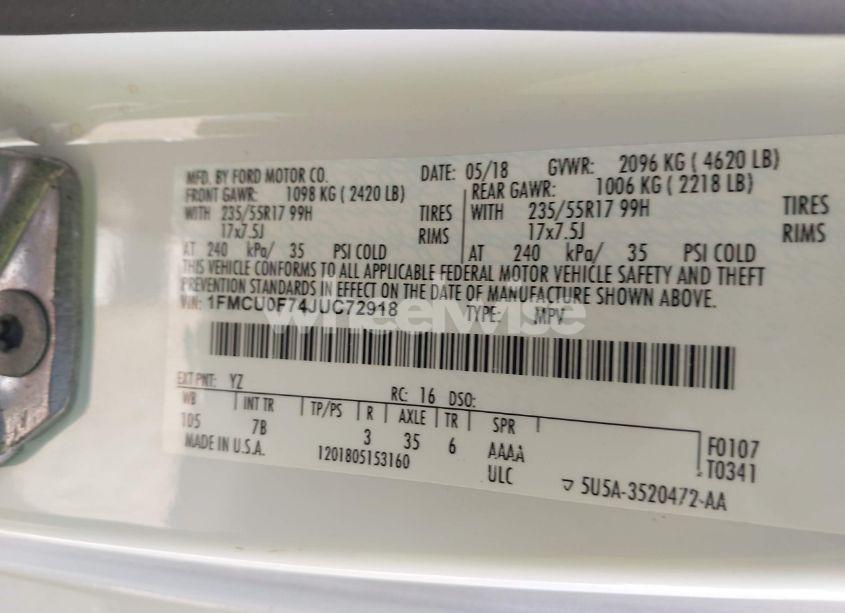 MFD. BY FORD MOTOR CO. DATE: 05/18 GVWR: 2096 KG ( 4620 LB)
FRONT GAWR: 1098 KG ( 2420 LB) REAR GAWR: 1006 KG ( 2218 LB)
WITH 235/55R17 99H TIRES WITH 235/55R17 99H TIRES
17x7.5J RIMS 17x7.5J RIMS
AT 240 kPa/ 35 PSI COLD AT 240 kPa/ 35 PSI COLD
THIS VEHICLE CONFORMS TO ALL APPLICABLE FEDERAL MOTOR VEHICLE SAFETY AND THEFT
PREVENTION STANDARDS IN EFFECT ON THE DATE OF MANUFACTURE SHOWN ABOVE.
VIN: 1FMCU0F74JUC72918 TYPE: MPV
wheelwise
EXT PNT: YZ RC: 16 DSO:
WB INT TR TP/PS R AXLE TR SPR
105 7B 3 35 6 AAAA F0107
MADE IN U.S.A. 1201805153160 ULC T0341
5U5A-3520472-AA